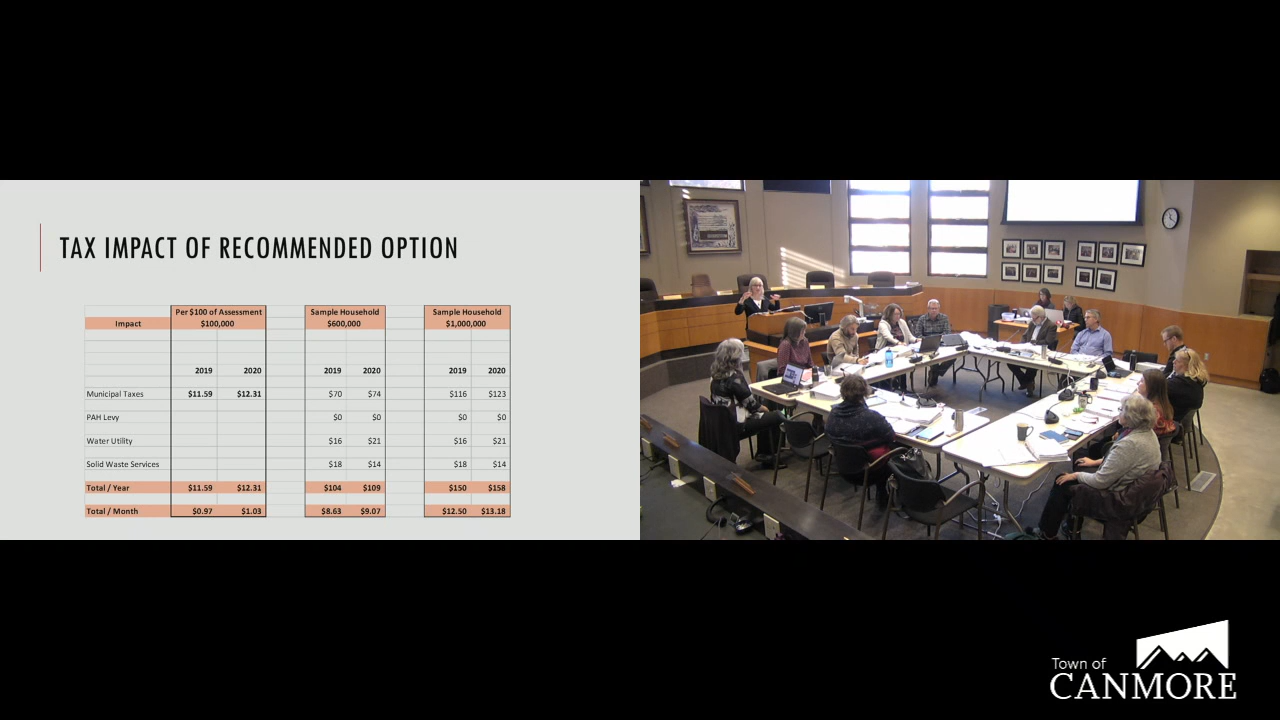 TAX IMPACT OF RECOMMENDED OPTION
Per $100 of Assessment Sample Household Sample Household
Impact $100,000 $600,000 $1,000,000
2019 2020 2019 2020 2019 2020
Municipal Taxes $11.59 $12.31 $70 $74 $116 $123
PAH Levy $0 $0 $0 $0
Water Utility $16 $21 $16 $21
Solid Waste Services $18 $14 $18 $14
Total / Year $11.59 $12.31 $104 $109 $150 $158
Total / Month $0.97 $1.03 $8.63 $9.07 $12.50 $13.18
Town of
CANMORE